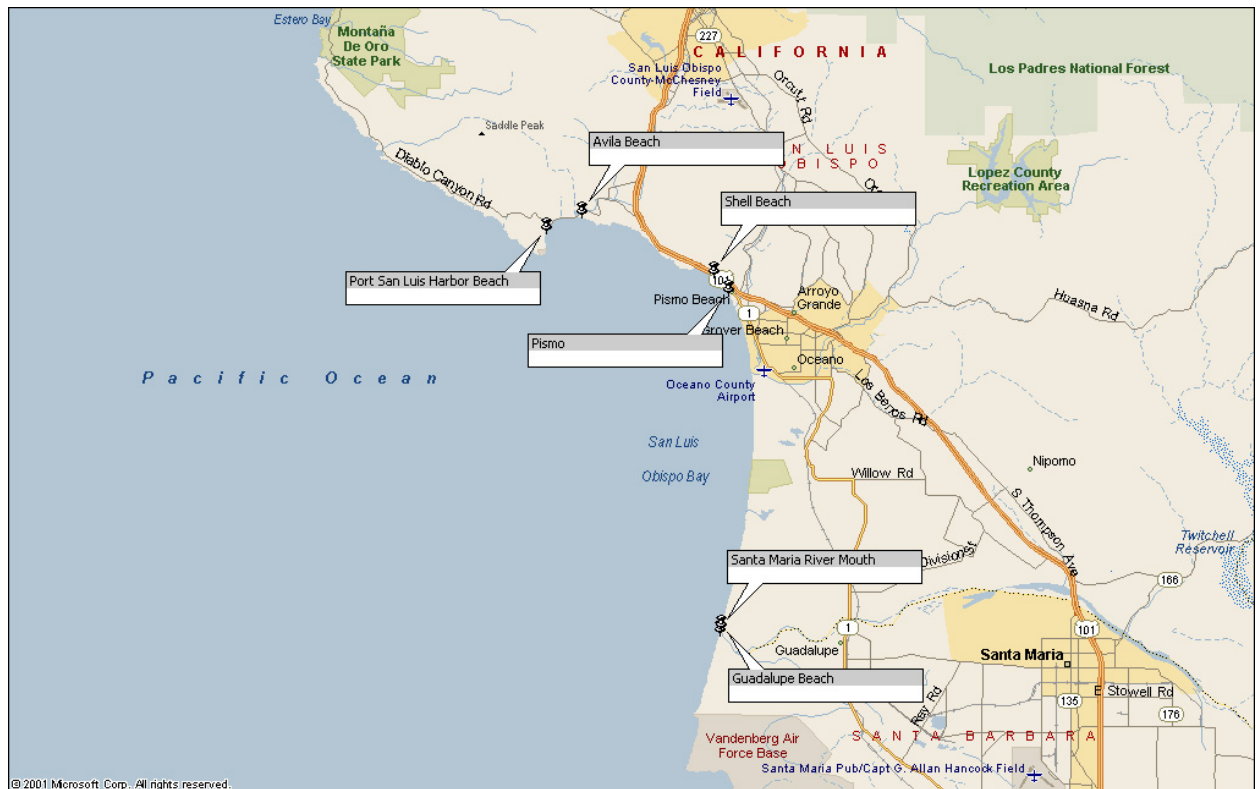 Estero Bay
Montaña
De Oro
State Park
227
CALIFORNIA
San Luis Obispo
County-McChesney
Field
Orcutt Rd
Los Padres National Forest
Saddle Peak
Avila Beach
N LUIS
OBISPO
Lopez County
Recreation Area
Diablo Canyon Rd
Shell Beach
Orc
Port San Luis Harbor Beach
101
Pismo Beach
Arroyo
Grande
Huasna Rd
1
Grover Beach
Pismo
Oceano
Pacific Ocean
Oceano County
Airport
Los Berros Rd
San Luis
Obispo Bay
Willow Rd
Nipomo
S Thompson Ave
Twitchell
Reservoir
Santa Maria River Mouth
Division St
166
1
101
Guadalupe
Santa Maria
Guadalupe Beach
Ray Rd
135
E Stowell Rd
176
Vandenberg Air
Force Base
SANTA BARBARA
Santa Maria Pub/Capt G. Allan Hancock Field
© 2001 Microsoft Corp. All rights reserved.